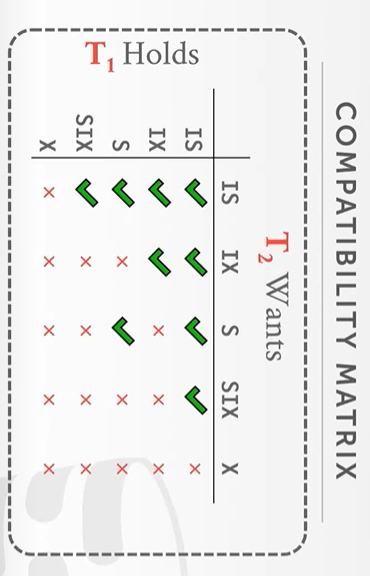 COMPATIBILITY MATRIX
T₂ Wants
IS IX S SIX X
T₁ Holds
IS ✓ ✓ ✓ ✓ ×
IX ✓ ✓ × × ×
S ✓ × ✓ × ×
SIX ✓ × × × ×
X × × × × ×